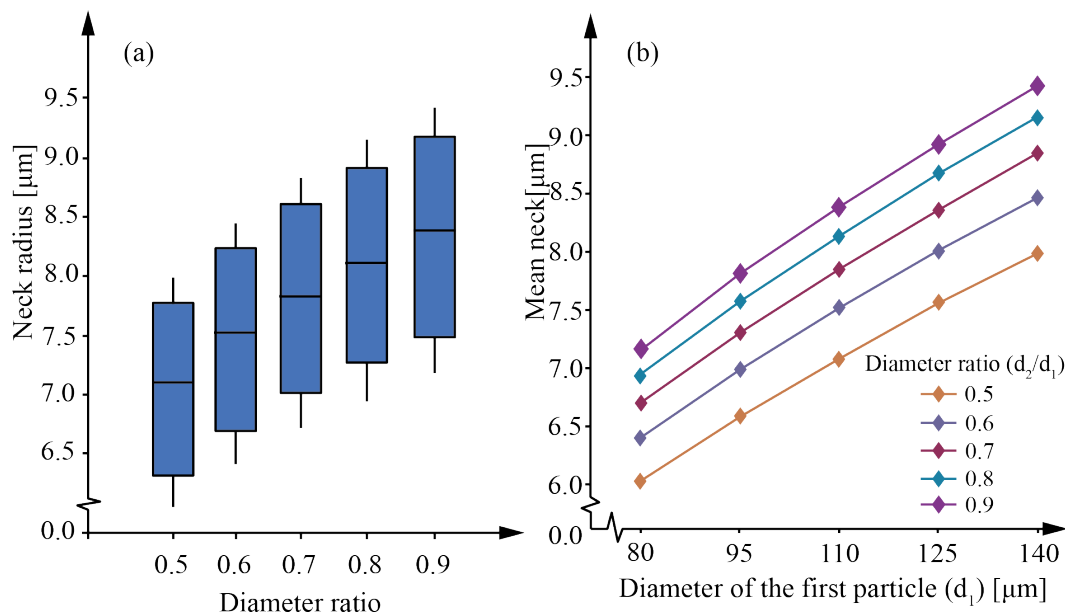 (a)
Neck radius [μm]
9.5
9.0
8.5
8.0
7.5
7.0
6.5
0.0
0.5 0.6 0.7 0.8 0.9
Diameter ratio
(b)
Mean neck[μm]
9.5
9.0
8.5
8.0
7.5
7.0
6.5
6.0
0.0
Diameter ratio (d2/d1)
0.5
0.6
0.7
0.8
0.9
80 95 110 125 140
Diameter of the first particle (d1) [μm]